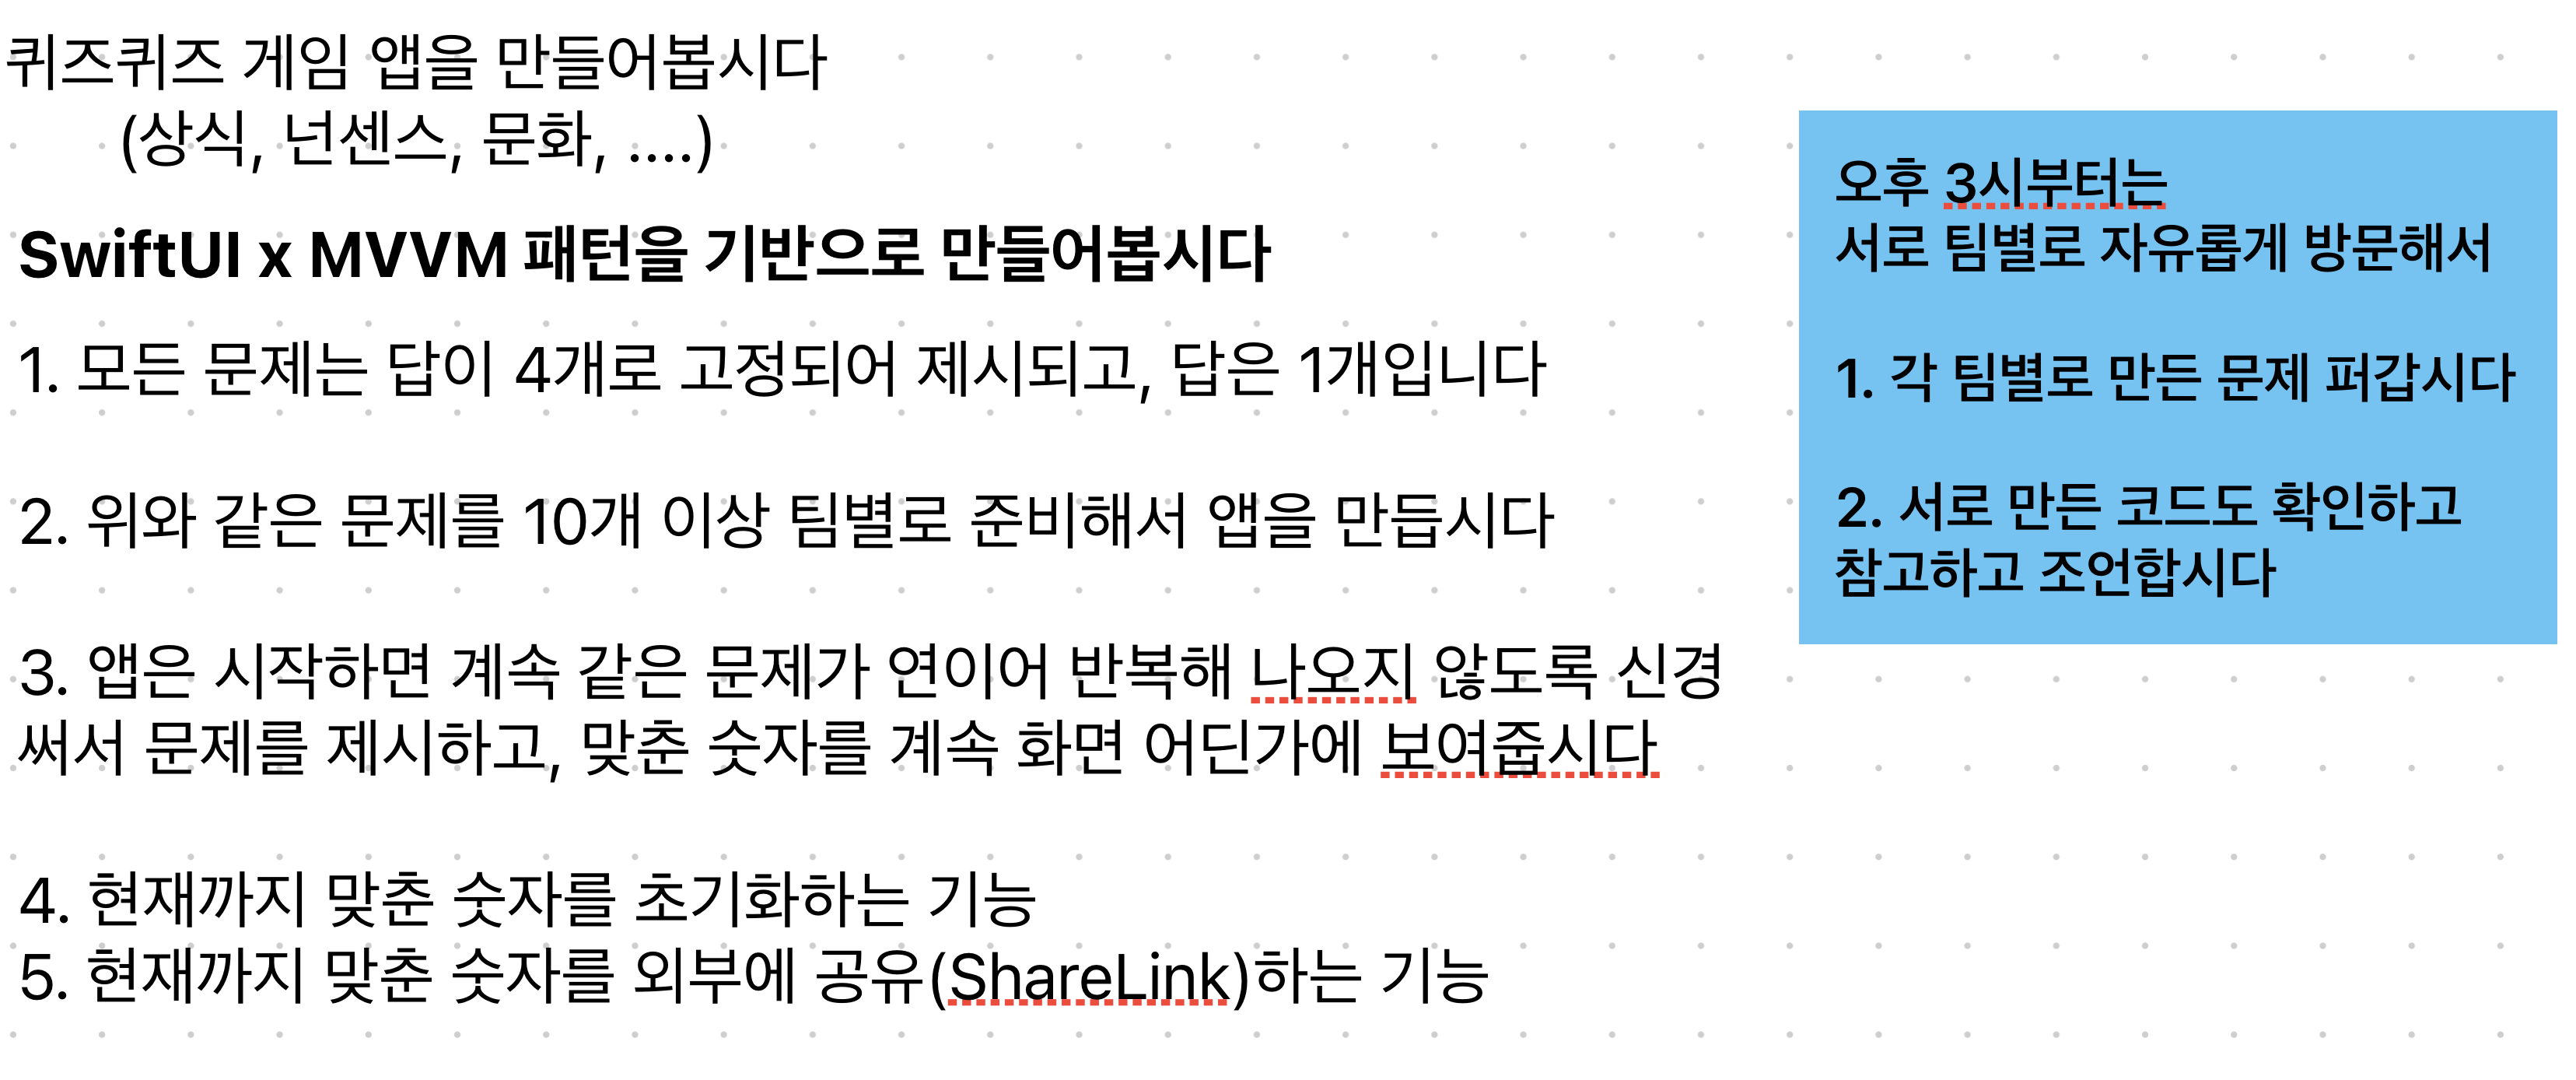 퀴즈퀴즈 게임 앱을 만들어봅시다
(상식, 넌센스, 문화, ....)
SwiftUI x MVVM 패턴을 기반으로 만들어봅시다
1. 모든 문제는 답이 4개로 고정되어 제시되고, 답은 1개입니다
2. 위와 같은 문제를 10개 이상 팀별로 준비해서 앱을 만듭시다
3. 앱은 시작하면 계속 같은 문제가 연이어 반복해 나오지 않도록 신경
써서 문제를 제시하고, 맞춘 숫자를 계속 화면 어딘가에 보여줍시다
4. 현재까지 맞춘 숫자를 초기화하는 기능
5. 현재까지 맞춘 숫자를 외부에 공유(ShareLink)하는 기능
오후 3시부터는
서로 팀별로 자유롭게 방문해서
1. 각 팀별로 만든 문제 퍼갑시다
2. 서로 만든 코드도 확인하고
참고하고 조언합시다